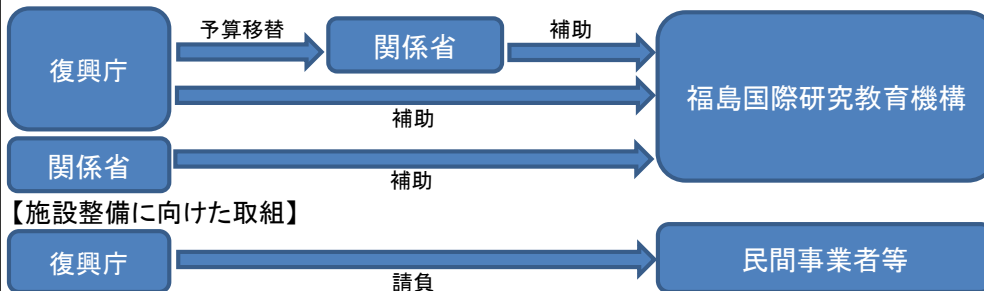 予算移替
補助
復興庁
関係省
福島国際研究教育機構
補助
関係省
補助
【施設整備に向けた取組】
復興庁
民間事業者等
請負